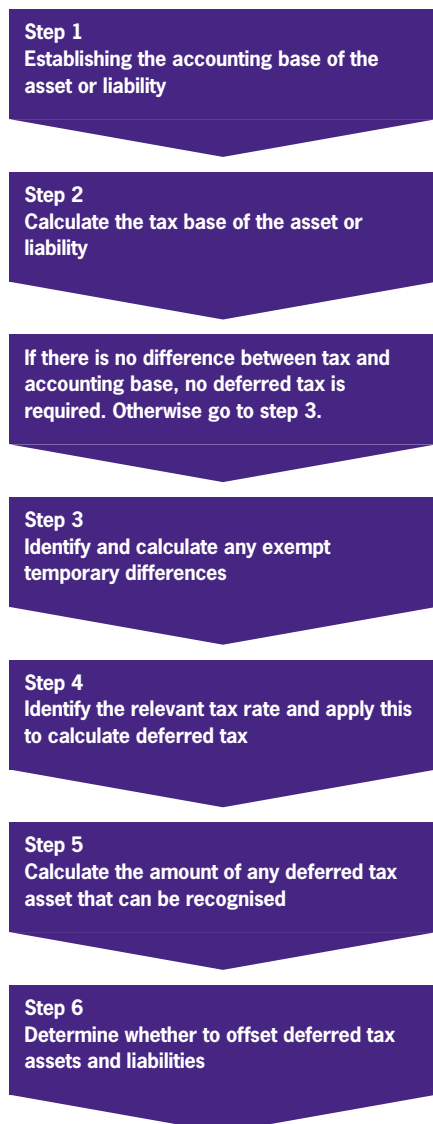 Step 1
Establishing the accounting base of the
asset or liability
Step 2
Calculate the tax base of the asset or
liability
If there is no difference between tax and
accounting base, no deferred tax is
required. Otherwise go to step 3.
Step 3
Identify and calculate any exempt
temporary differences
Step 4
Identify the relevant tax rate and apply this
to calculate deferred tax
Step 5
Calculate the amount of any deferred tax
asset that can be recognised
Step 6
Determine whether to offset deferred tax
assets and liabilities